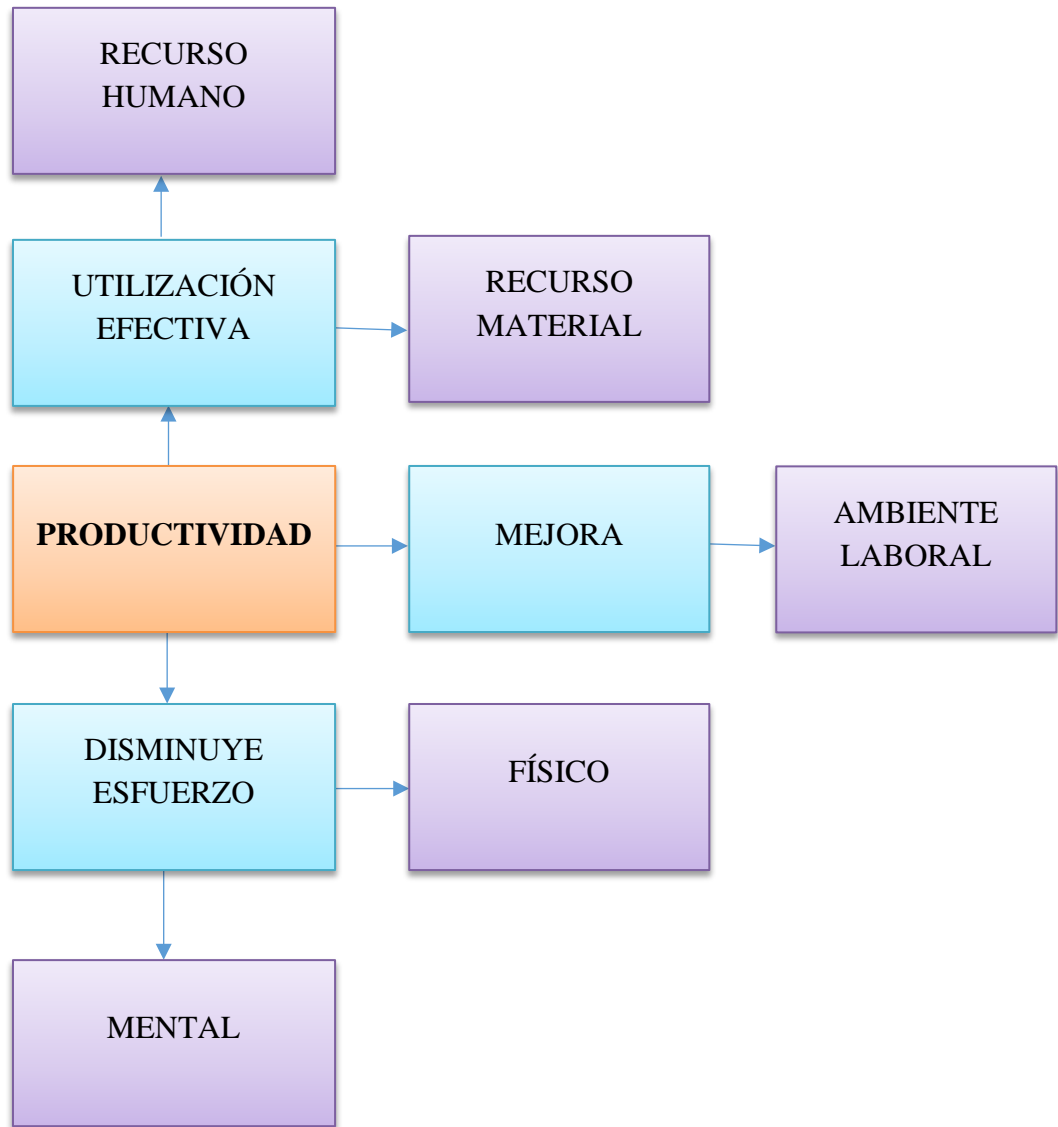 RECURSO
HUMANO
UTILIZACIÓN
EFECTIVA
RECURSO
MATERIAL
PRODUCTIVIDAD
MEJORA
AMBIENTE
LABORAL
DISMINUYE
ESFUERZO
FÍSICO
MENTAL